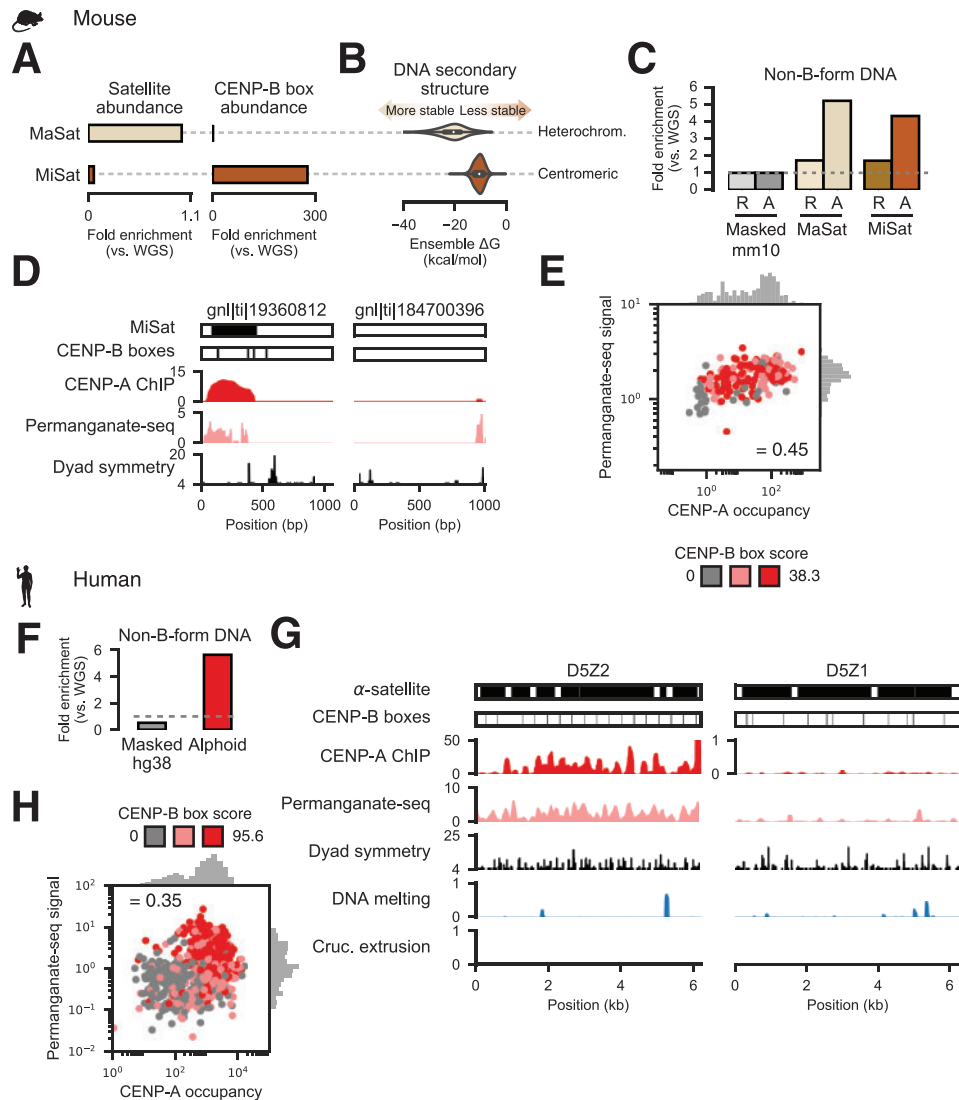 Mouse
A
Satellite abundance
CENP-B box abundance
MaSat
MiSat
0 1.1
Fold enrichment (vs. WGS)
0 300
Fold enrichment (vs. WGS)
B
DNA secondary structure
More stable Less stable
Heterochrom.
Centromeric
−40 −20 0
Ensemble ΔG (kcal/mol)
C
Non-B-form DNA
Fold enrichment (vs. WGS)
6
5
4
3
2
1
0
R A R A R A
Masked mm10
MaSat
MiSat
D
gnl|ti|19360812
gnl|ti|184700396
MiSat
CENP-B boxes
CENP-A ChIP
15
0
Permanganate-seq
5
0
Dyad symmetry
20
4
0 500 1000
Position (bp)
0 500 1000
Position (bp)
E
Permanganate-seq signal
10¹
10⁰
= 0.45
10⁰ 10²
CENP-A occupancy
CENP-B box score
0 38.3
Human
F
Non-B-form DNA
Fold enrichment (vs. WGS)
6
4
2
0
Masked hg38
Alphoid
G
D5Z2
D5Z1
α-satellite
CENP-B boxes
CENP-A ChIP
50
0
1
0
Permanganate-seq
10
0
Dyad symmetry
25
4
DNA melting
1
0
Cruc. extrusion
1
0
0 2 4 6
Position (kb)
0 2 4 6
Position (kb)
H
CENP-B box score
0 95.6
Permanganate-seq signal
10²
10¹
10⁰
10⁻¹
10⁻²
= 0.35
10⁰ 10² 10⁴
CENP-A occupancy